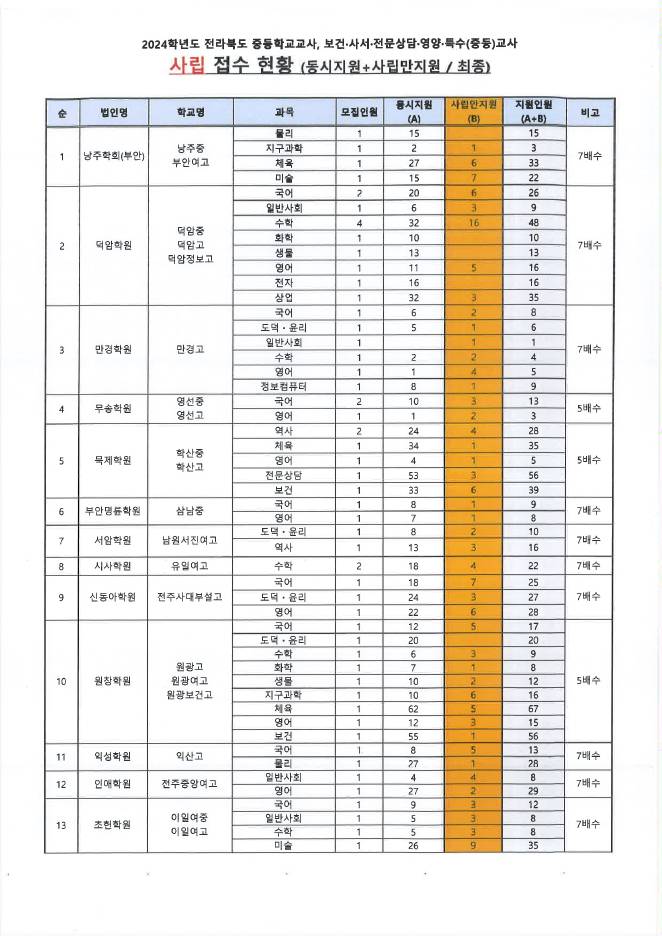 2024학년도 전라북도 중등학교교사, 보건·사서·전문상담·영양·특수(중등)교사
사립 접수 현황 (동시지원+사립만지원 / 최종)
순 법인명 학교명 과목 모집인원 동시지원 (A) 사립만지원 (B) 지원인원 (A+B) 비고
1 낭주학회(부안) 낭주중 부안여고 물리 1 15 15 7배수
지구과학 1 2 1 3
체육 1 27 6 33
미술 1 15 7 22
2 덕암학원 덕암중 덕암고 덕암정보고 국어 2 20 6 26 7배수
일반사회 1 6 3 9
수학 4 32 16 48
화학 1 10 10
생물 1 13 13
영어 1 11 5 16
전자 1 16 16
상업 1 32 3 35
3 만경학원 만경고 국어 1 6 2 8 7배수
도덕·윤리 1 5 1 6
일반사회 1 1 1
수학 1 2 2 4
영어 1 1 4 5
정보컴퓨터 1 8 1 9
4 무송학원 영선중 영선고 국어 2 10 3 13 5배수
영어 1 1 2 3
5 묵제학원 학산중 학산고 역사 2 24 4 28 5배수
체육 1 34 1 35
영어 1 4 1 5
전문상담 1 53 3 56
보건 1 33 6 39
6 부안명륜학원 삼남중 국어 1 8 1 9 7배수
영어 1 7 1 8
7 서암학원 남원서진여고 도덕·윤리 1 8 2 10 7배수
역사 1 13 3 16
8 시사학원 유일여고 수학 2 18 4 22 7배수
9 신동아학원 전주사대부설고 국어 1 18 7 25 7배수
도덕·윤리 1 24 3 27
영어 1 22 6 28
10 원창학원 원광고 원광여고 원광보건고 국어 1 12 5 17 5배수
도덕·윤리 1 20 20
수학 1 6 3 9
화학 1 7 1 8
생물 1 10 2 12
지구과학 1 10 6 16
체육 1 62 5 67
영어 1 12 3 15
보건 1 55 1 56
11 익성학원 익산고 국어 1 8 5 13 7배수
물리 1 27 1 28
12 인애학원 전주중앙여고 일반사회 1 4 4 8 7배수
영어 1 27 2 29
13 초헌학원 이일여중 이일여고 국어 1 9 3 12 7배수
일반사회 1 5 3 8
수학 1 5 3 8
미술 1 26 9 35